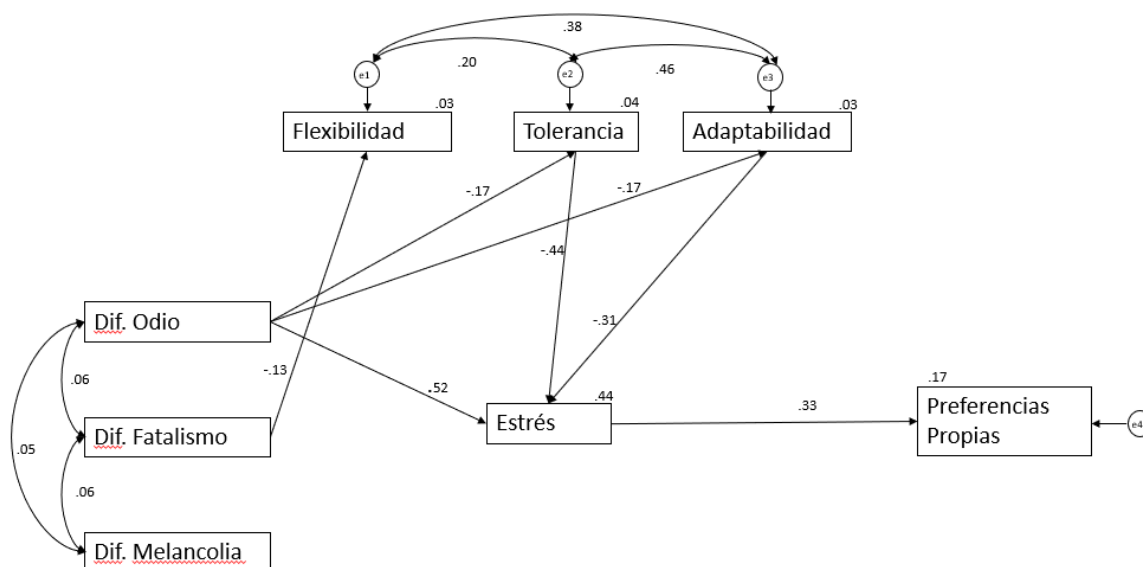 .38
.20
.46
e1
e2
e3
.03
.04
.03
Flexibilidad
Tolerancia
Adaptabilidad
-.17
-.17
-.44
-.31
Dif. Odio
-.13
.06
.52
.44
.17
.33
Preferencias
Propias
e4
Estrés
Dif. Fatalismo
.05
.06
Dif. Melancolia